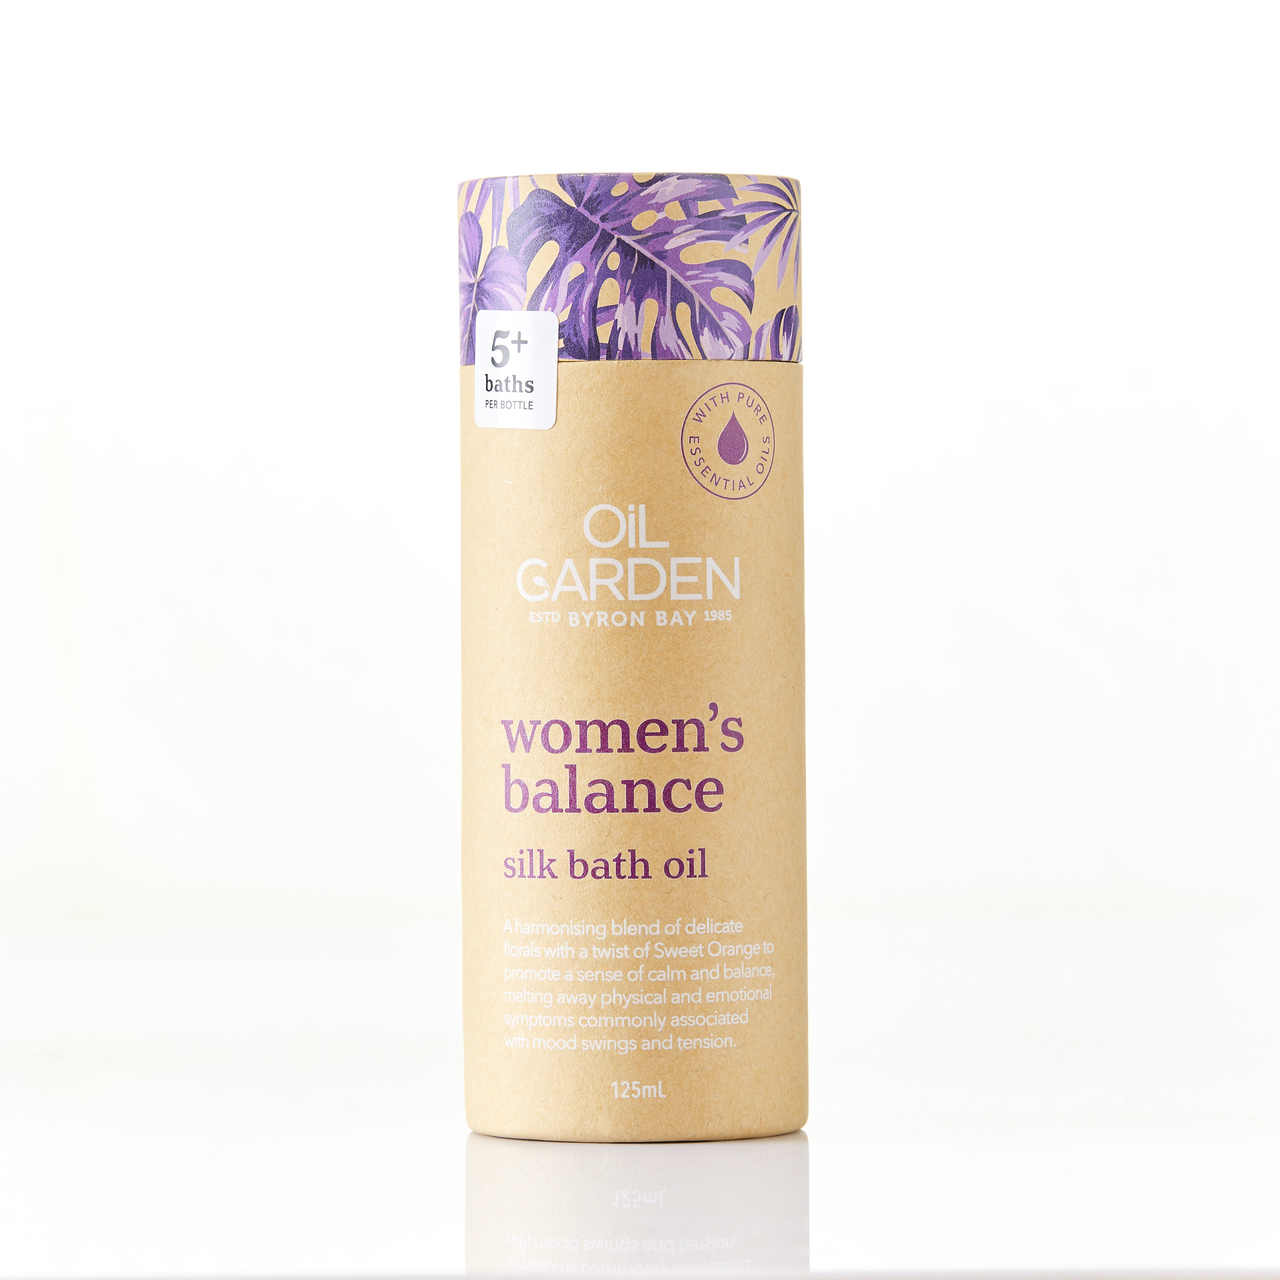 5+
baths
PER BOTTLE
WITH PURE
ESSENTIAL OILS
OiL
GARDEN
ESTD BYRON BAY 1985
women's
balance
silk bath oil
A harmonising blend of delicate
florals with a twist of Sweet Orange to
promote a sense of calm and balance,
melting away physical and emotional
symptoms commonly associated
with mood swings and tension.
125mL